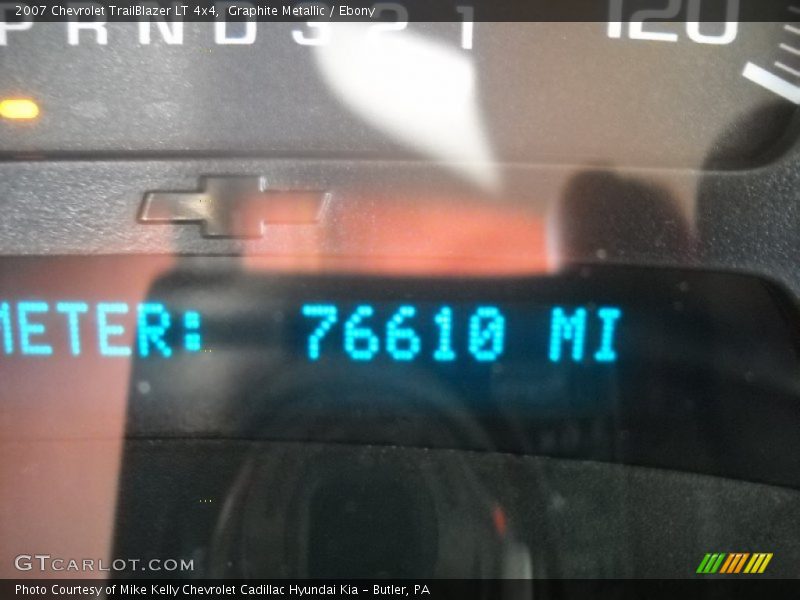 2007 Chevrolet TrailBlazer LT 4x4, Graphite Metallic / Ebony
P R N D 3 2 1
120
METER: 76610 MI
GTCARLOT.COM
Photo Courtesy of Mike Kelly Chevrolet Cadillac Hyundai Kia - Butler, PA